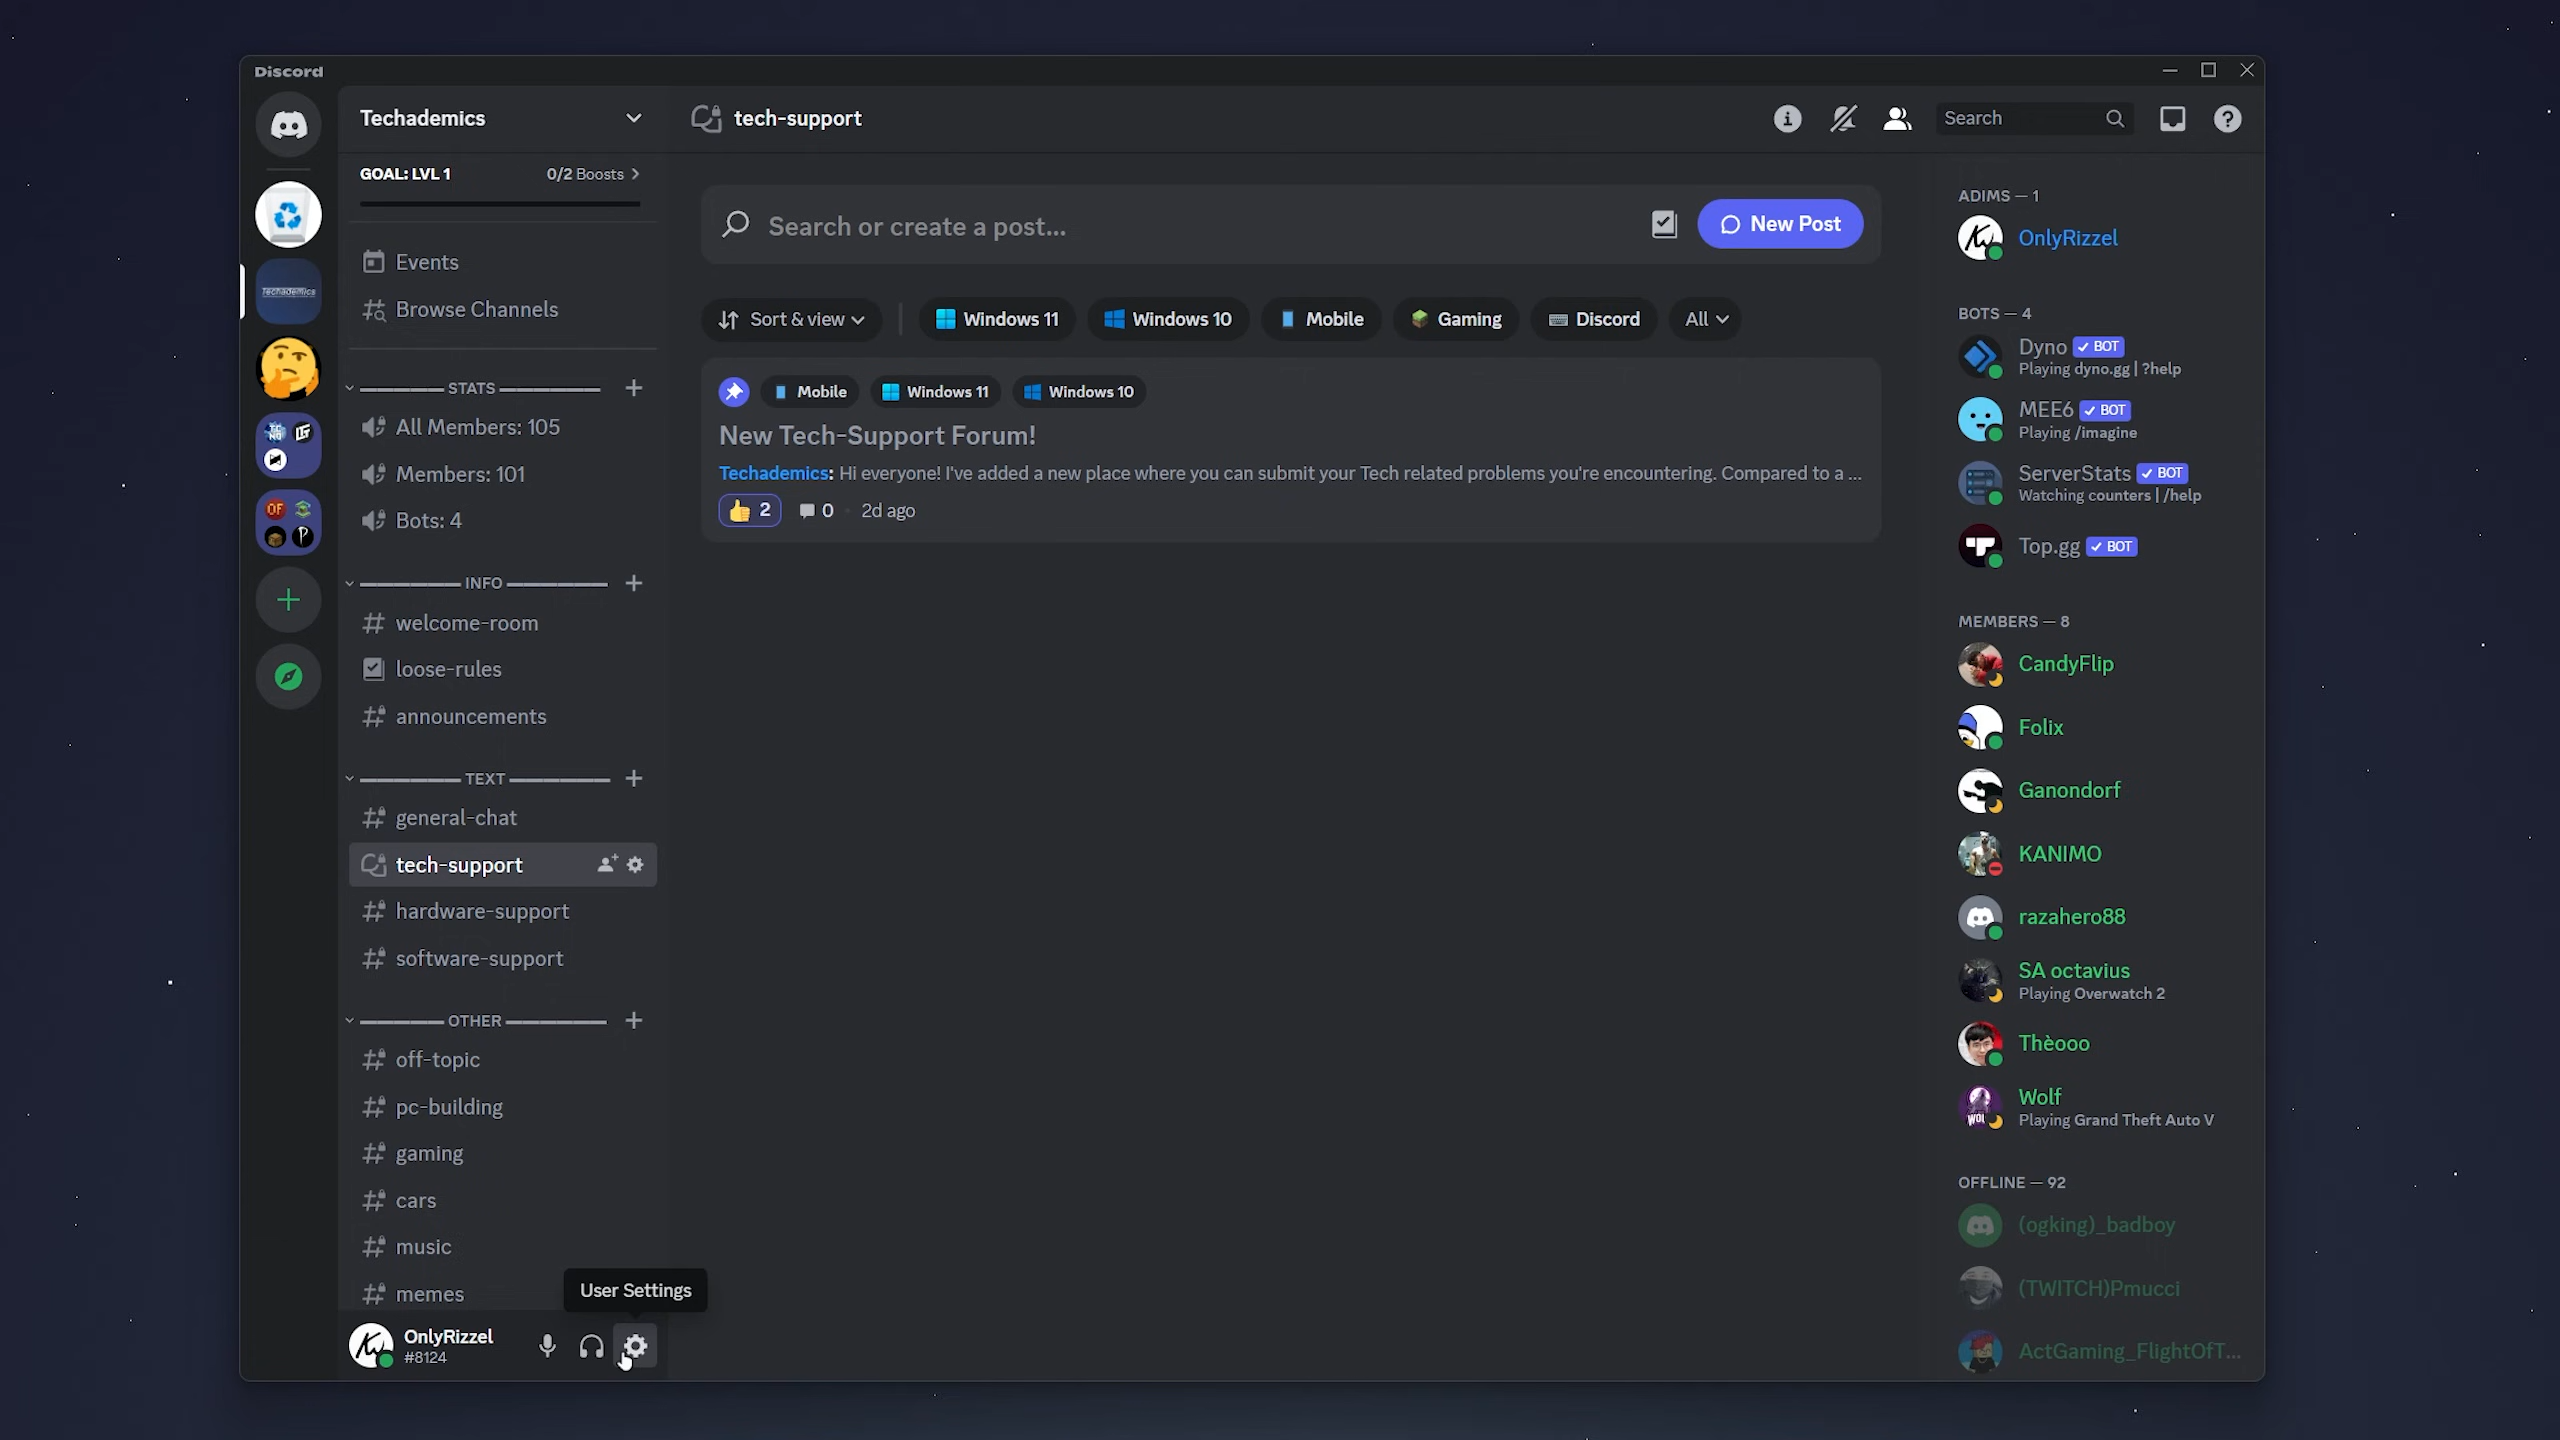 Discord
Techademics
GOAL: LVL 1
0/2 Boosts
Events
Browse Channels
STATS
All Members: 105
Members: 101
Bots: 4
INFO
welcome-room
loose-rules
announcements
TEXT
general-chat
tech-support
hardware-support
software-support
OTHER
off-topic
pc-building
gaming
cars
music
memes
User Settings
OnlyRizzel
#8124
Techademics
OF
tech-support
Search
Search or create a post...
New Post
Sort & view
Windows 11
Windows 10
Mobile
Gaming
Discord
All
Mobile
Windows 11
Windows 10
New Tech-Support Forum!
Techademics: Hi everyone! I've added a new place where you can submit your Tech related problems you're encountering. Compared to a ...
2
0
2d ago
ADIMS — 1
OnlyRizzel
BOTS — 4
Dyno BOT
Playing dyno.gg | ?help
MEE6 BOT
Playing /imagine
ServerStats BOT
Watching counters | /help
Top.gg BOT
MEMBERS — 8
CandyFlip
Folix
Ganondorf
KANIMO
razahero88
SA octavius
Playing Overwatch 2
Thèooo
Wolf
Playing Grand Theft Auto V
OFFLINE — 92
(ogking)_badboy
(TWITCH)Pmucci
ActGaming_FlightOfT...